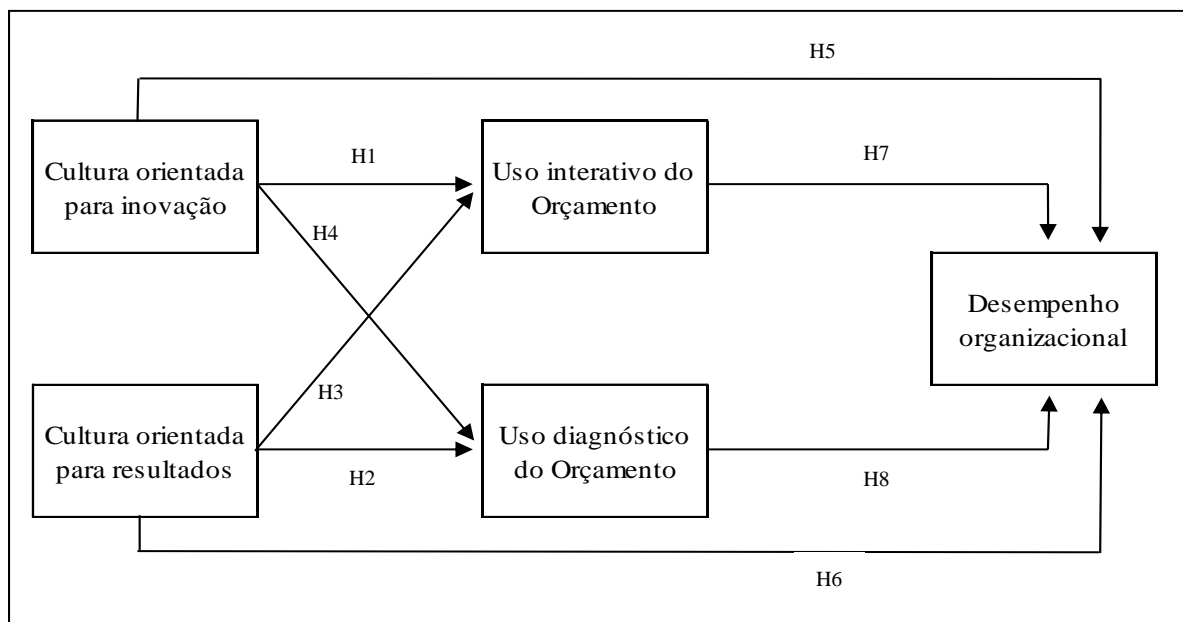 H5
Cultura orientada
para inovação
H1
Uso interativo do
Orçamento
H7
H4
Desempenho
organizacional
H3
Cultura orientada
para resultados
H2
Uso diagnóstico
do Orçamento
H8
H6